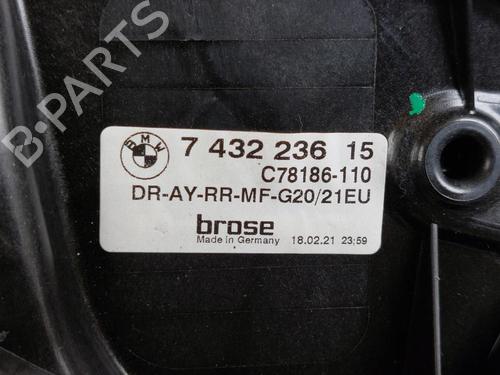 B-PARTS
BMW
7 432 236 15
C78186-110
DR-AY-RR-MF-G20/21EU
brose
Made in Germany 18.02.21 23:59